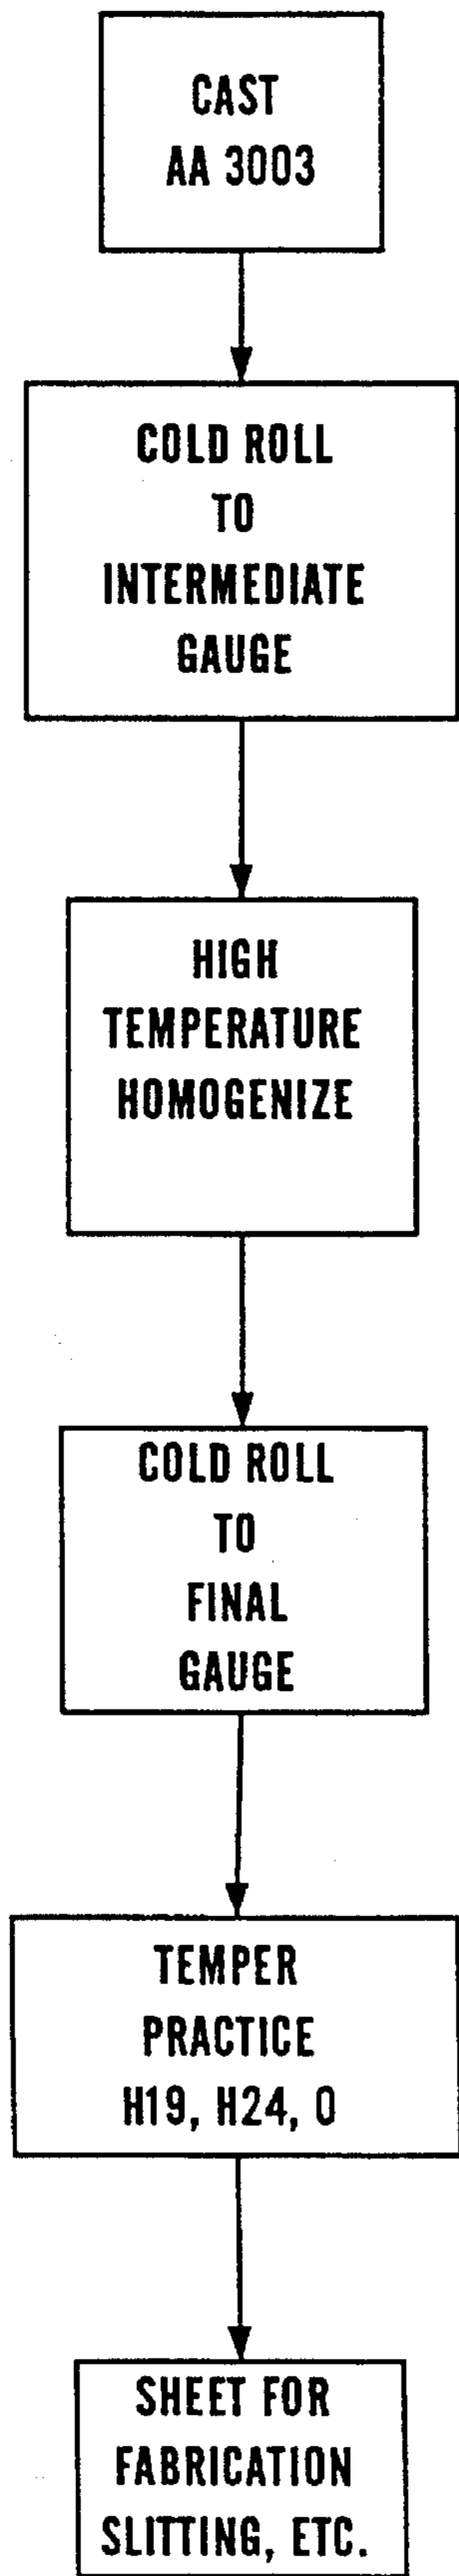 CAST
AA 3003
COLD ROLL
TO
INTERMEDIATE
GAUGE
HIGH
TEMPERATURE
HOMOGENIZE
COLD ROLL
TO
FINAL
GAUGE
TEMPER
PRACTICE
H19, H24, O
SHEET FOR
FABRICATION
SLITTING, ETC.